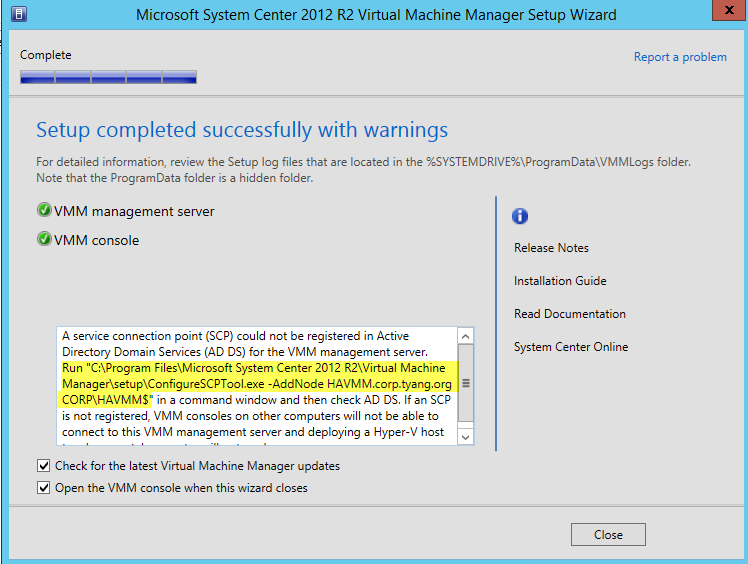 Microsoft System Center 2012 R2 Virtual Machine Manager Setup Wizard
x
Complete
Report a problem
Setup completed successfully with warnings
For detailed information, review the Setup log files that are located in the %SYSTEMDRIVE%\ProgramData\VMMLogs folder.
Note that the ProgramData folder is a hidden folder.
VMM management server
VMM console
A service connection point (SCP) could not be registered in Active
Directory Domain Services (AD DS) for the VMM management server.
Run "C:\Program Files\Microsoft System Center 2012 R2\Virtual Machine
Manager\setup\ConfigureSCPTool.exe -AddNode HAVMM.corp.tyang.org
CORP\HAVMM$" in a command window and then check AD DS. If an SCP
is not registered, VMM consoles on other computers will not be able to
connect to this VMM management server and deploying a Hyper-V host
Release Notes
Installation Guide
Read Documentation
System Center Online
Check for the latest Virtual Machine Manager updates
Open the VMM console when this wizard closes
Close